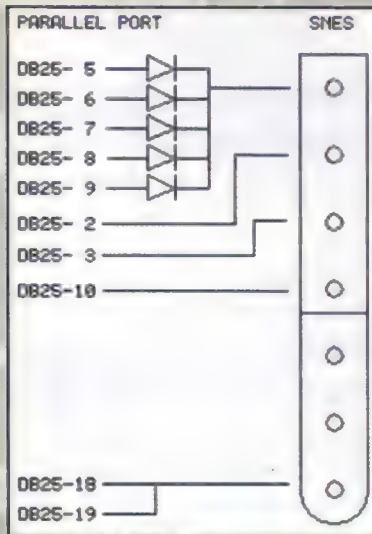 PARALLEL PORT SNES
DB25- 5
DB25- 6
DB25- 7
DB25- 8
DB25- 9
DB25- 2
DB25- 3
DB25-10
DB25-18
DB25-19